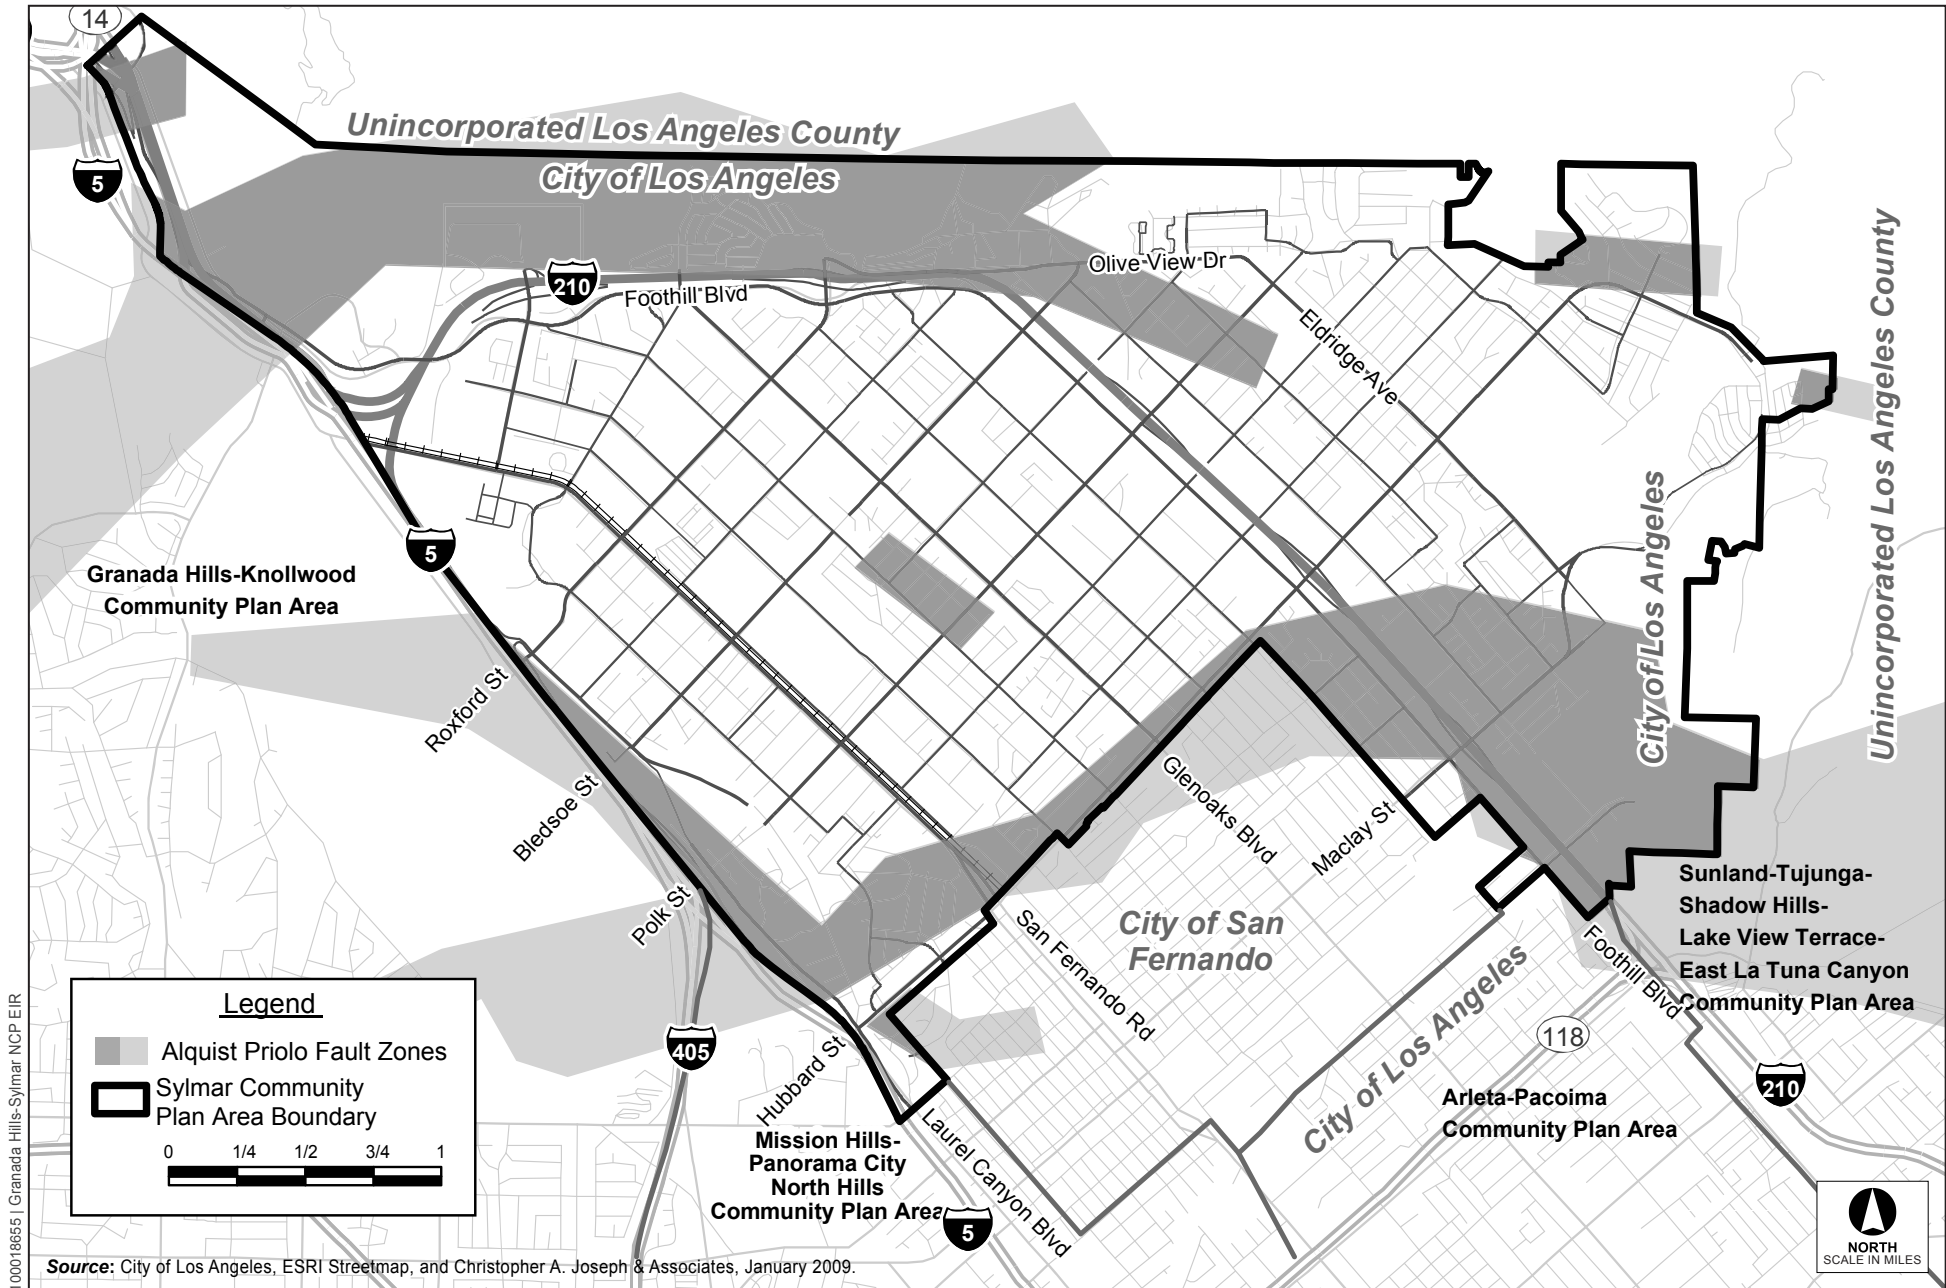 14
Unincorporated Los Angeles County
City of Los Angeles
5
210
Olive View Dr
Foothill Blvd
Eldridge Ave
Unincorporated Los Angeles County
City of Los Angeles
5
Granada Hills-Knollwood
Community Plan Area
Roxford St
Bledsoe St
Polk St
Glenoaks Blvd
Maclay St
City of San
Fernando
San Fernando Rd
Foothill Blvd
Sunland-Tujunga-
Shadow Hills-
Lake View Terrace-
East La Tuna Canyon
Community Plan Area
City of Los Angeles
118
210
405
Hubbard St
Laurel Canyon Blvd
Arleta-Pacoima
Community Plan Area
Mission Hills-
Panorama City
North Hills
Community Plan Area
5
Legend
Alquist Priolo Fault Zones
Sylmar Community
Plan Area Boundary
0 1/4 1/2 3/4 1
NORTH
SCALE IN MILES
Source: City of Los Angeles, ESRI Streetmap, and Christopher A. Joseph & Associates, January 2009.
100018655 | Granada Hills-Sylmar NCP EIR